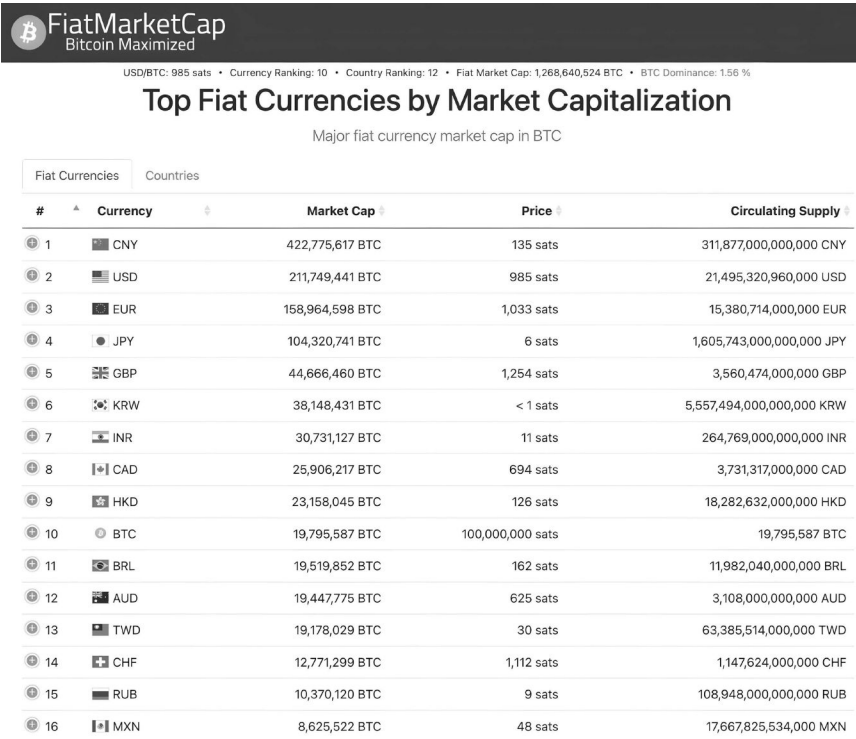 FiatMarketCap
Bitcoin Maximized
USD/BTC: 985 sats • Currency Ranking: 10 • Country Ranking: 12 • Fiat Market Cap: 1,268,640,524 BTC • BTC Dominance: 1.56 %
Top Fiat Currencies by Market Capitalization
Major fiat currency market cap in BTC
Fiat Currencies Countries
# Currency Market Cap Price Circulating Supply
1 CNY 422,775,617 BTC 135 sats 311,877,000,000,000 CNY
2 USD 211,749,441 BTC 985 sats 21,495,320,960,000 USD
3 EUR 158,964,598 BTC 1,033 sats 15,380,714,000,000 EUR
4 JPY 104,320,741 BTC 6 sats 1,605,743,000,000,000 JPY
5 GBP 44,666,460 BTC 1,254 sats 3,560,474,000,000 GBP
6 KRW 38,148,431 BTC < 1 sats 5,557,494,000,000,000 KRW
7 INR 30,731,127 BTC 11 sats 264,769,000,000,000 INR
8 CAD 25,906,217 BTC 694 sats 3,731,317,000,000 CAD
9 HKD 23,158,045 BTC 126 sats 18,282,632,000,000 HKD
10 BTC 19,795,587 BTC 100,000,000 sats 19,795,587 BTC
11 BRL 19,519,852 BTC 162 sats 11,982,040,000,000 BRL
12 AUD 19,447,775 BTC 625 sats 3,108,000,000,000 AUD
13 TWD 19,178,029 BTC 30 sats 63,385,514,000,000 TWD
14 CHF 12,771,299 BTC 1,112 sats 1,147,624,000,000 CHF
15 RUB 10,370,120 BTC 9 sats 108,948,000,000,000 RUB
16 MXN 8,625,522 BTC 48 sats 17,667,825,534,000 MXN